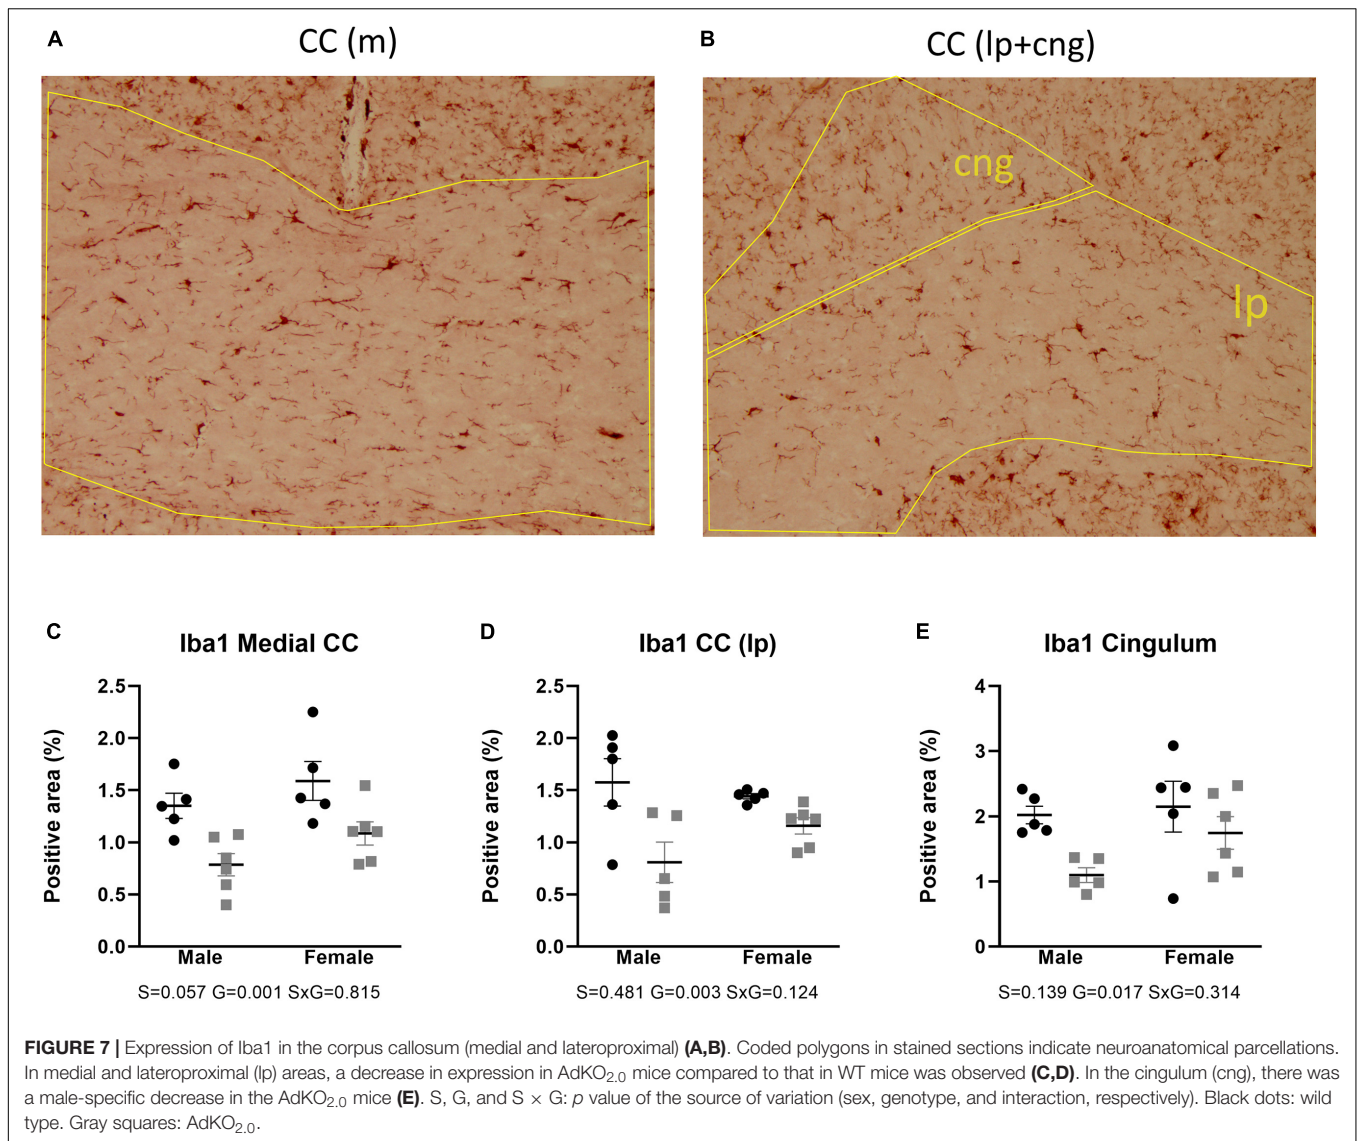 A
CC (m)
B
CC (lp+cng)
cng
lp
C
Iba1 Medial CC
Positive area (%)
2.5
2.0
1.5
1.0
0.5
0.0
Male
Female
S=0.057 G=0.001 SxG=0.815
D
Iba1 CC (lp)
Positive area (%)
2.5
2.0
1.5
1.0
0.5
0.0
Male
Female
S=0.481 G=0.003 SxG=0.124
E
Iba1 Cingulum
Positive area (%)
4
3
2
1
0
Male
Female
S=0.139 G=0.017 SxG=0.314
FIGURE 7 | Expression of Iba1 in the corpus callosum (medial and lateroproximal) (A,B). Coded polygons in stained sections indicate neuroanatomical parcellations.
In medial and lateroproximal (lp) areas, a decrease in expression in AdKO2.0 mice compared to that in WT mice was observed (C,D). In the cingulum (cng), there was
a male-specific decrease in the AdKO2.0 mice (E). S, G, and S × G: p value of the source of variation (sex, genotype, and interaction, respectively). Black dots: wild
type. Gray squares: AdKO2.0.